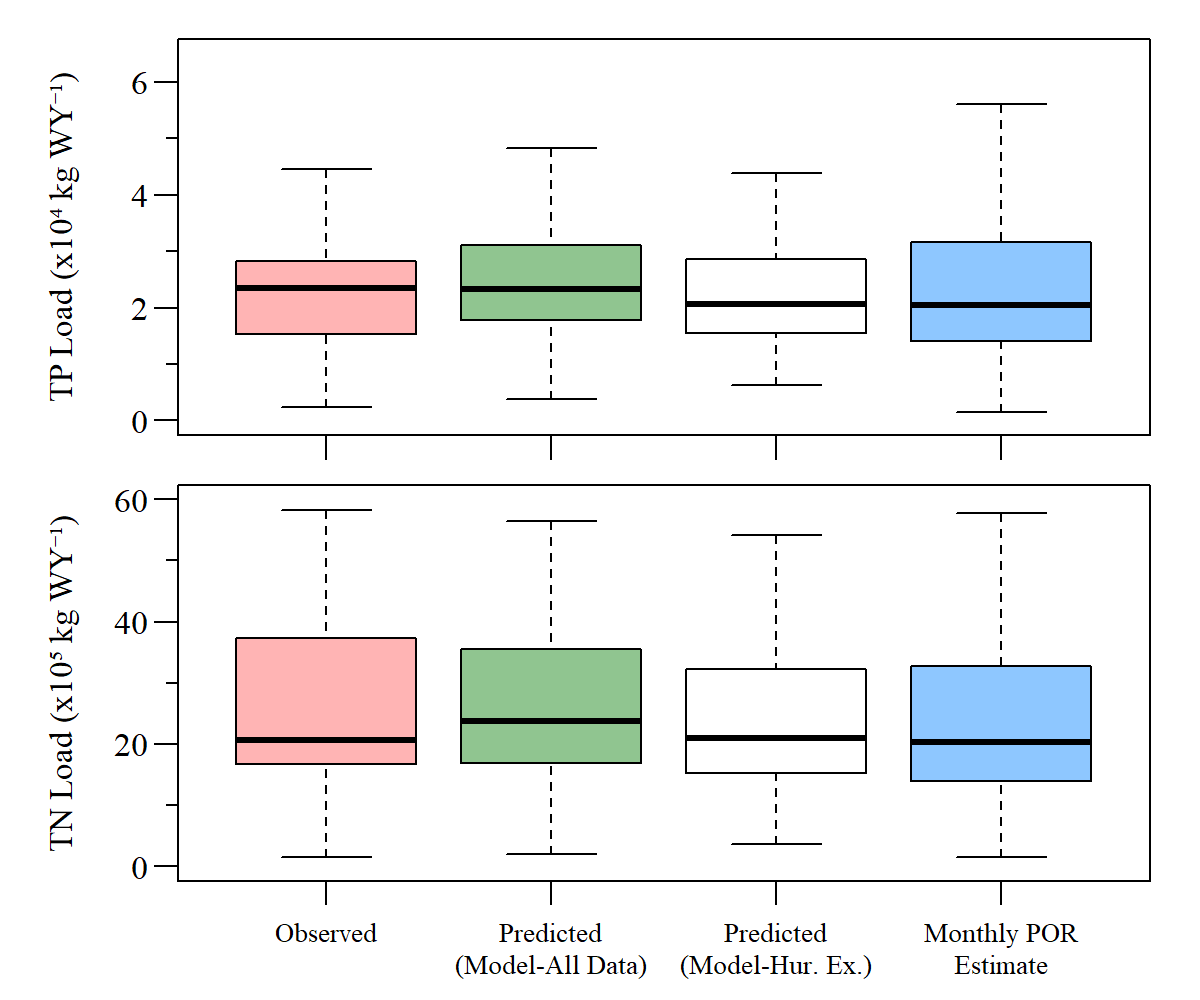 TP Load (x10⁴ kg WY⁻¹)
6
4
2
0
TN Load (x10⁵ kg WY⁻¹)
60
40
20
0
Observed
Predicted
(Model-All Data)
Predicted
(Model-Hur. Ex.)
Monthly POR
Estimate